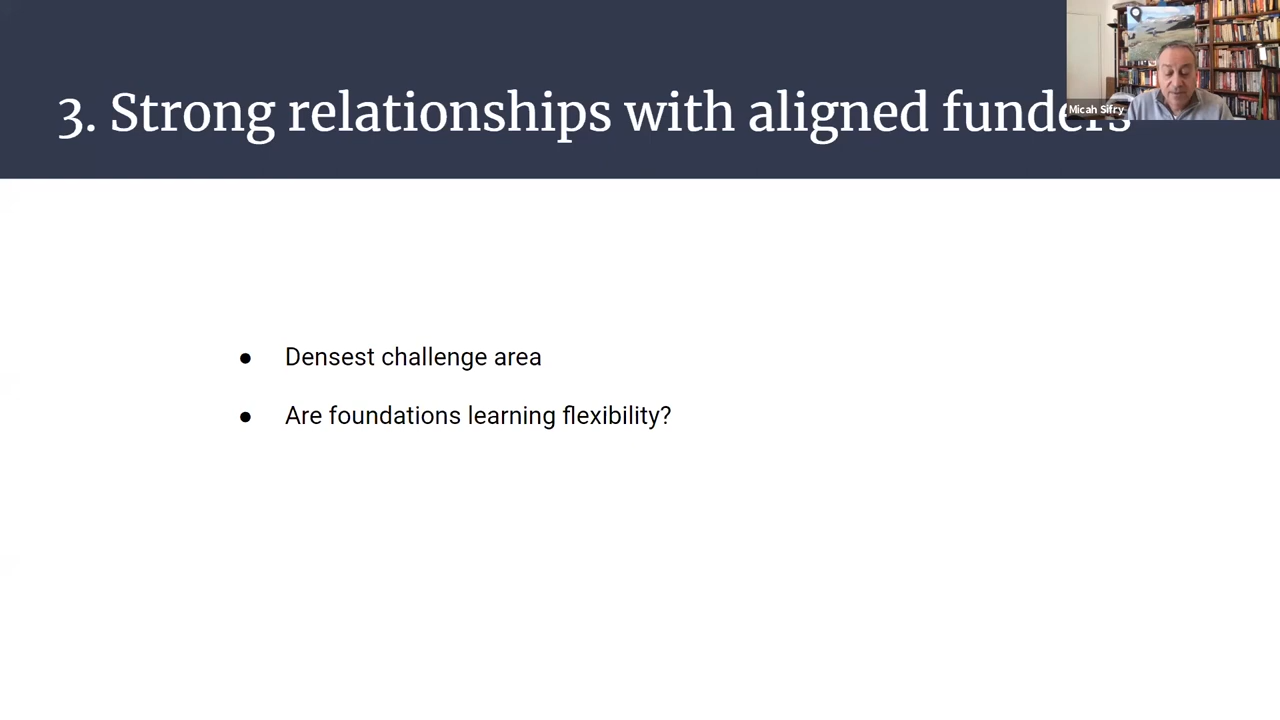 3. Strong relationships with aligned funders
Micah Sifry
● Densest challenge area
● Are foundations learning flexibility?